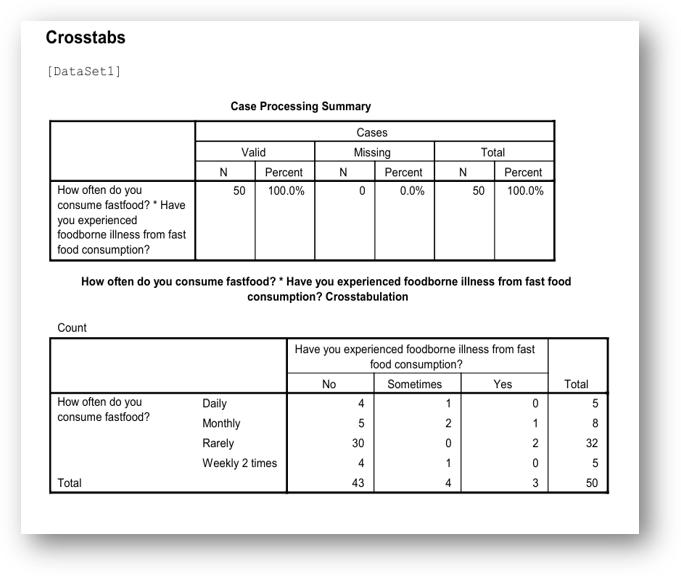 Crosstabs
[DataSet1]
Case Processing Summary
Cases
Valid Missing Total
N Percent N Percent N Percent
How often do you
consume fastfood? * Have
you experienced
foodborne illness from fast
food consumption?
50 100.0% 0 0.0% 50 100.0%
How often do you consume fastfood? * Have you experienced foodborne illness from fast food
consumption? Crosstabulation
Count
Have you experienced foodborne illness from fast
food consumption?
No Sometimes Yes Total
How often do you
consume fastfood?
Daily 4 1 0 5
Monthly 5 2 1 8
Rarely 30 0 2 32
Weekly 2 times 4 1 0 5
Total 43 4 3 50